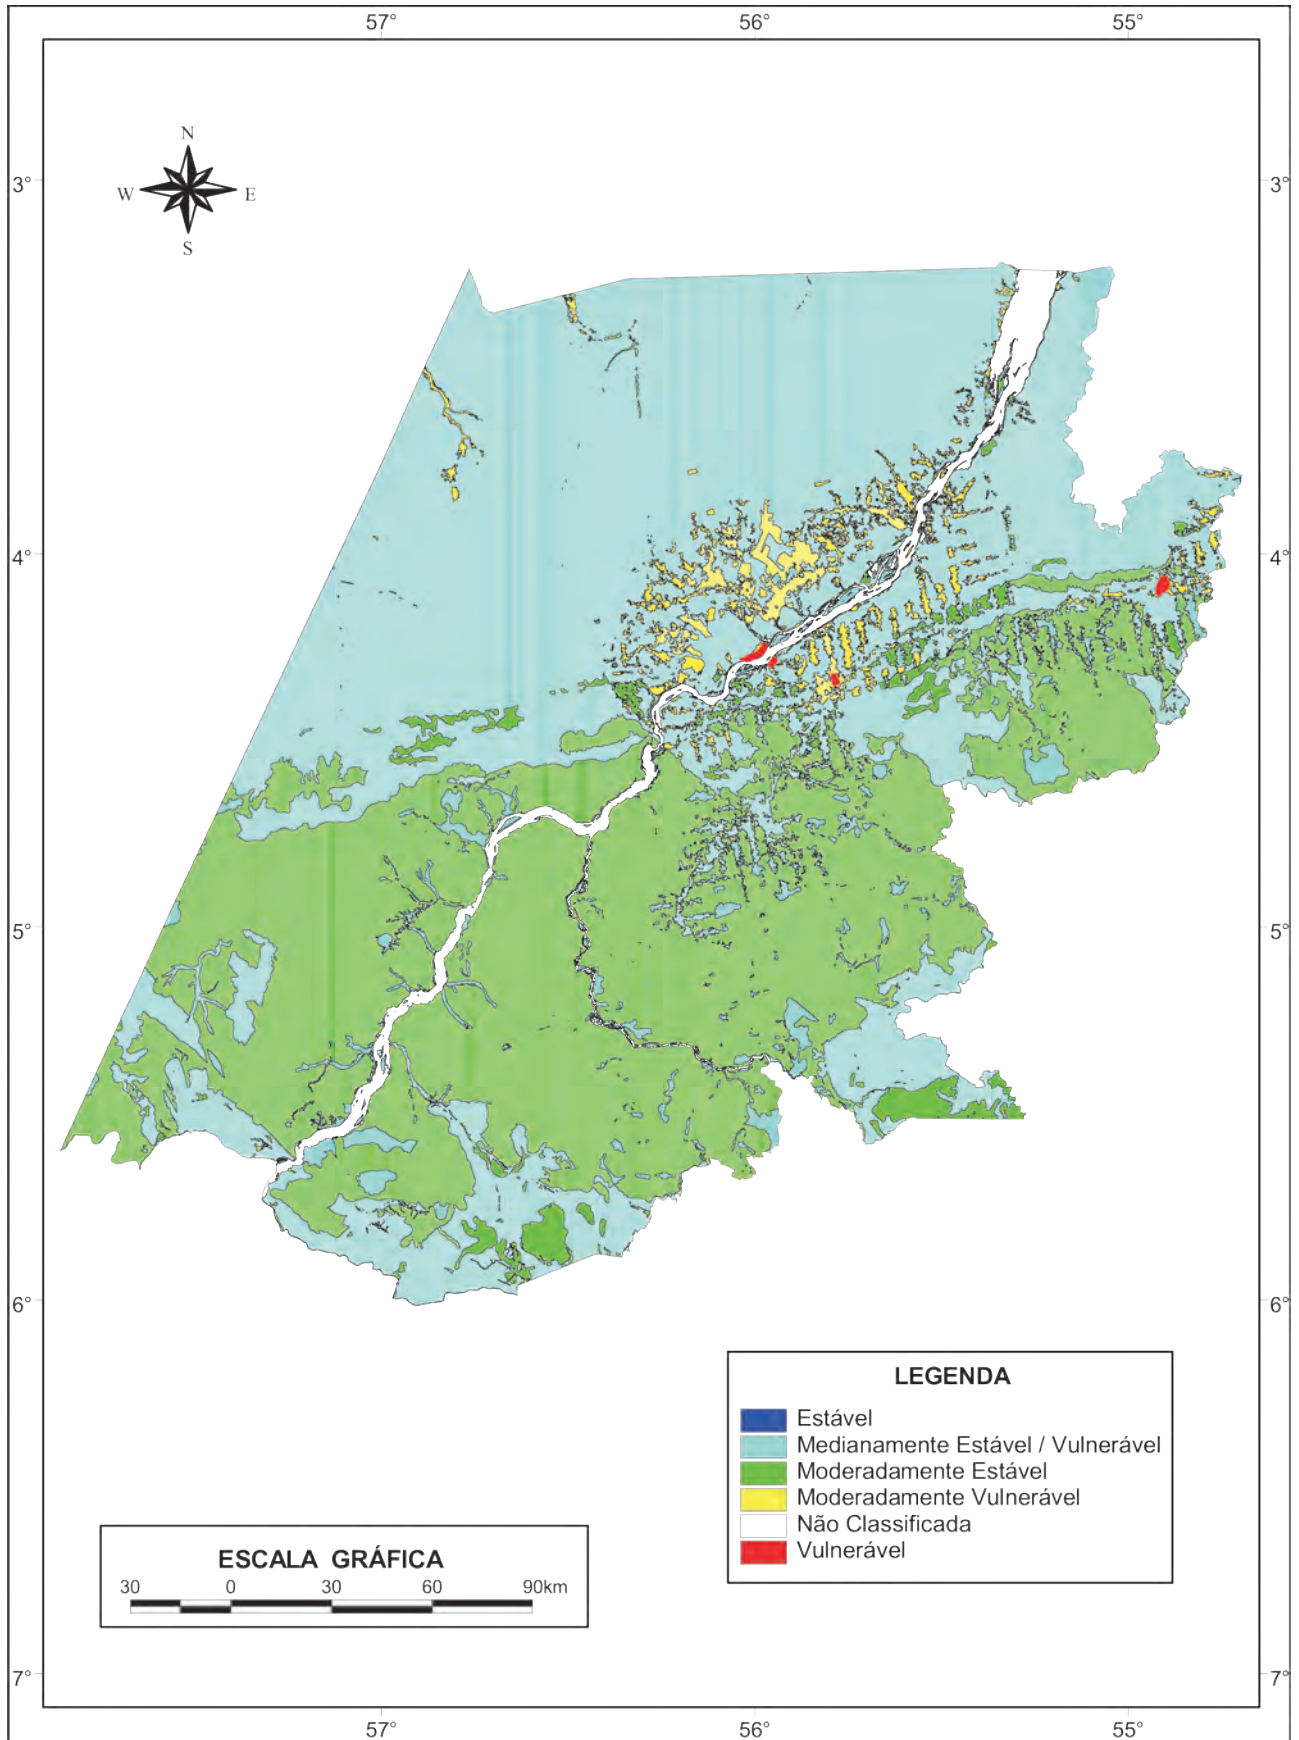 57° 56° 55°
N
W E
S
3° 3°
4° 4°
5° 5°
6° 6°
LEGENDA
Estável
Medianamente Estável / Vulnerável
Moderadamente Estável
Moderadamente Vulnerável
Não Classificada
Vulnerável
ESCALA GRÁFICA
30 0 30 60 90km
7° 7°
57° 56° 55°